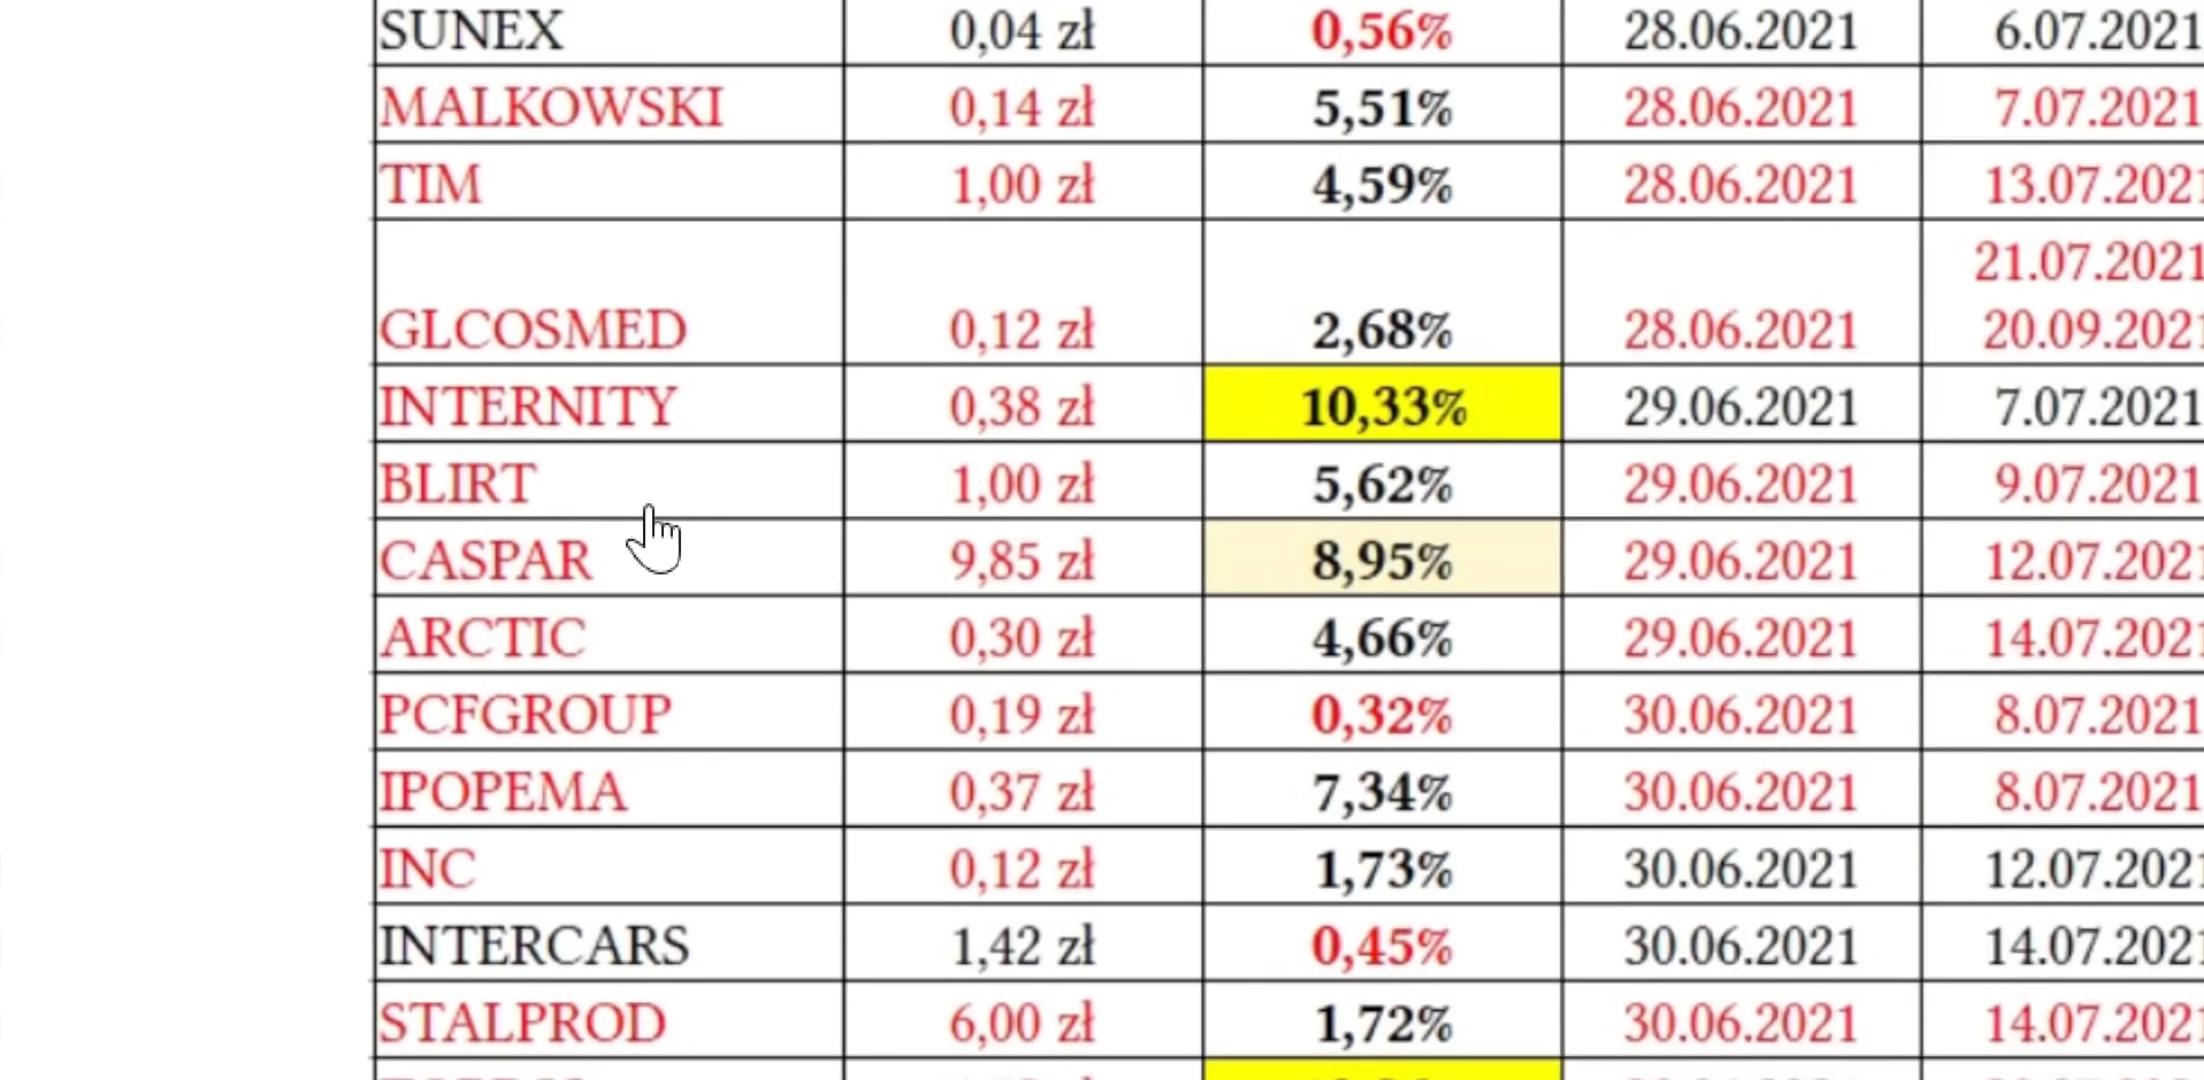 SUNEX 0,04 zł 0,56% 28.06.2021 6.07.2021
MALKOWSKI 0,14 zł 5,51% 28.06.2021 7.07.2021
TIM 1,00 zł 4,59% 28.06.2021 13.07.2021
21.07.2021
GLCOSMED 0,12 zł 2,68% 28.06.2021 20.09.2021
INTERNITY 0,38 zł 10,33% 29.06.2021 7.07.2021
BLIRT 1,00 zł 5,62% 29.06.2021 9.07.2021
CASPAR 9,85 zł 8,95% 29.06.2021 12.07.2021
ARCTIC 0,30 zł 4,66% 29.06.2021 14.07.2021
PCFGROUP 0,19 zł 0,32% 30.06.2021 8.07.2021
IPOPEMA 0,37 zł 7,34% 30.06.2021 8.07.2021
INC 0,12 zł 1,73% 30.06.2021 12.07.2021
INTERCARS 1,42 zł 0,45% 30.06.2021 14.07.2021
STALPROD 6,00 zł 1,72% 30.06.2021 14.07.2021